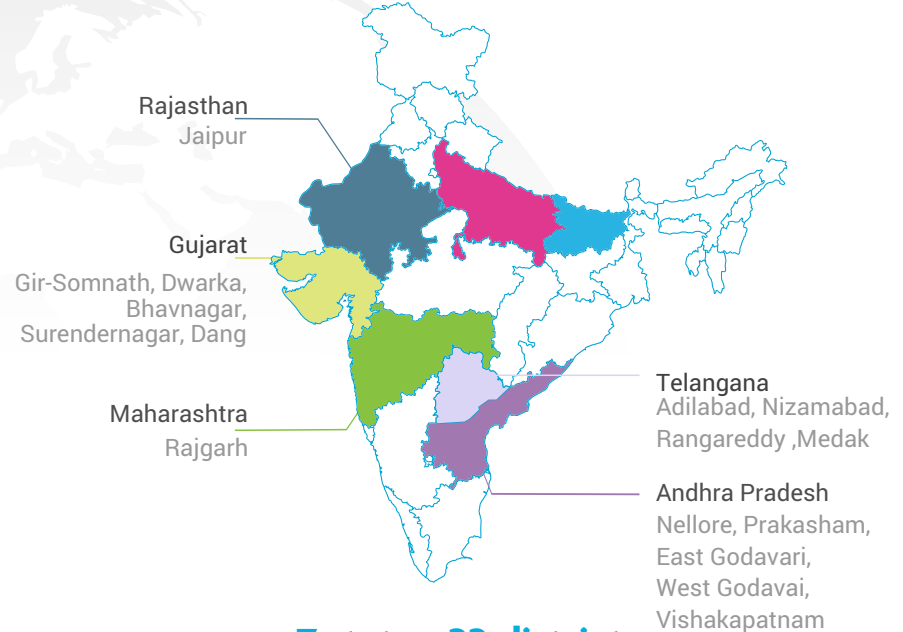 Rajasthan
Jaipur
Gujarat
Gir-Somnath, Dwarka,
Bhavnagar,
Surendernagar, Dang
Maharashtra
Rajgarh
Telangana
Adilabad, Nizamabad,
Rangareddy ,Medak
Andhra Pradesh
Nellore, Prakasham,
East Godavari,
West Godavai,
Vishakapatnam